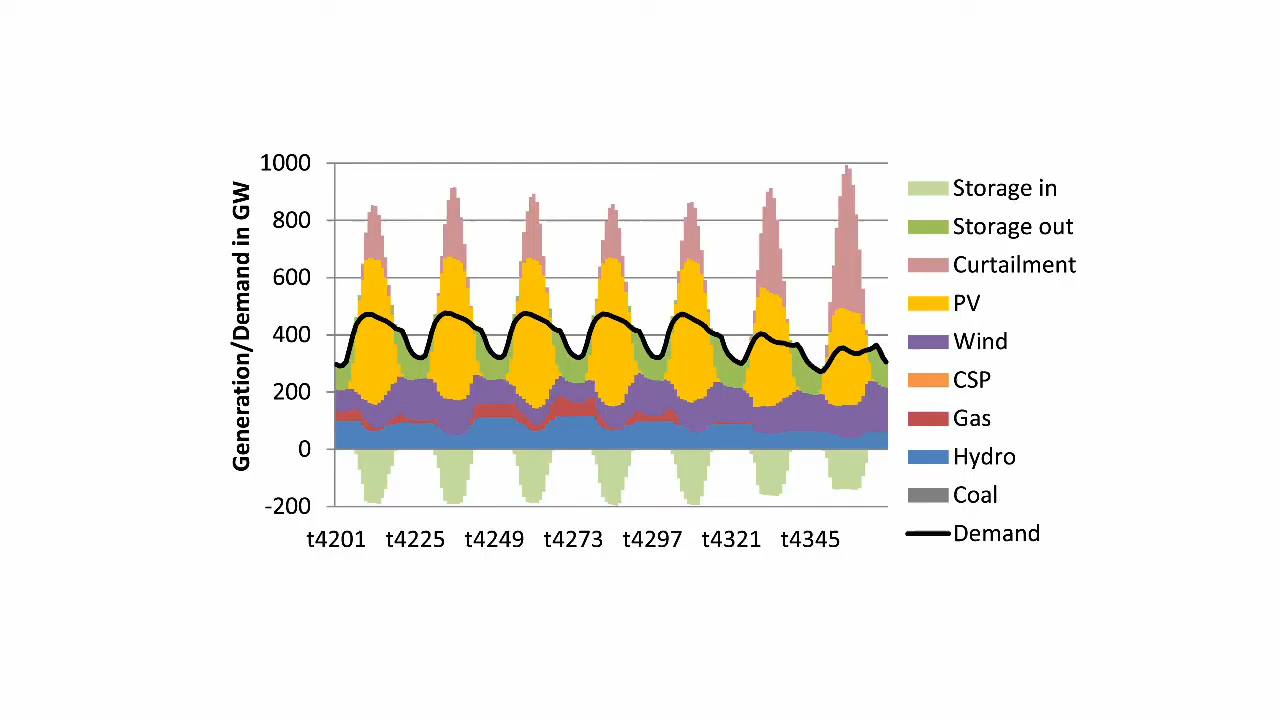 Generation/Demand in GW
1000
800
600
400
200
0
-200
t4201 t4225 t4249 t4273 t4297 t4321 t4345
Storage in
Storage out
Curtailment
PV
Wind
CSP
Gas
Hydro
Coal
Demand